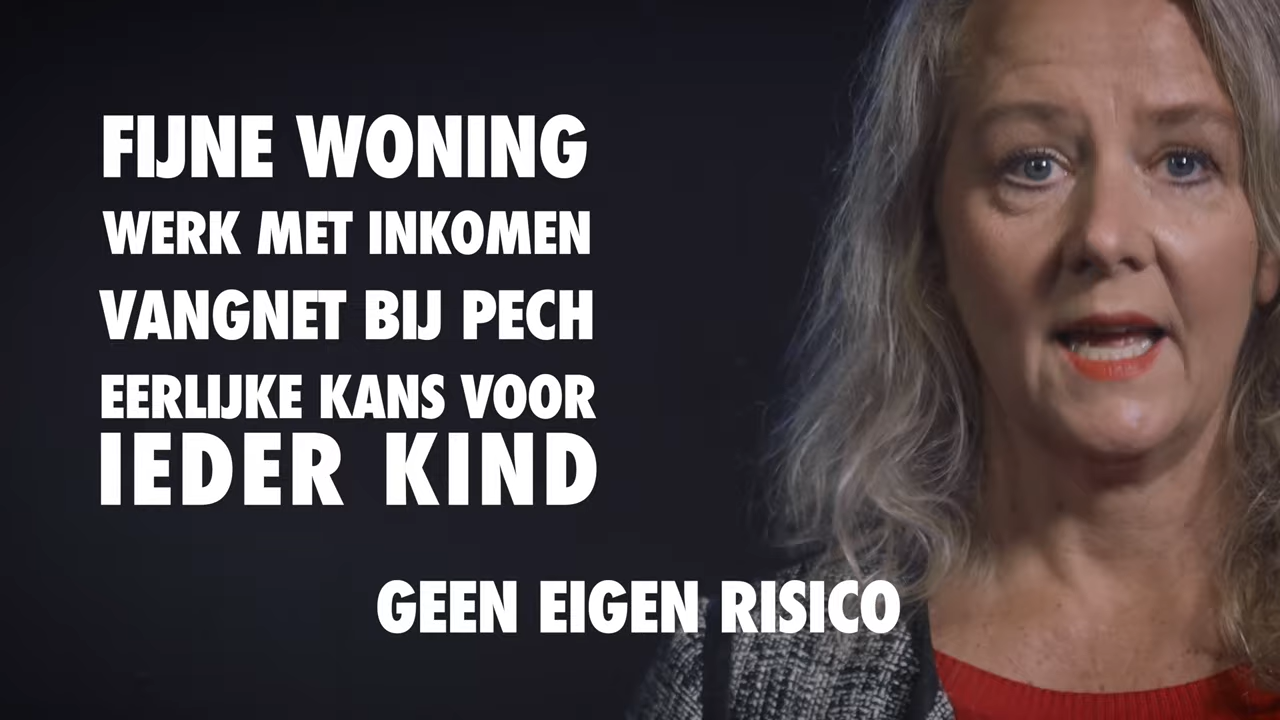 FIJNE WONING
WERK MET INKOMEN
VANGNET BIJ PECH
EERLIJKE KANS VOOR
IEDER KIND
GEEN EIGEN RISICO